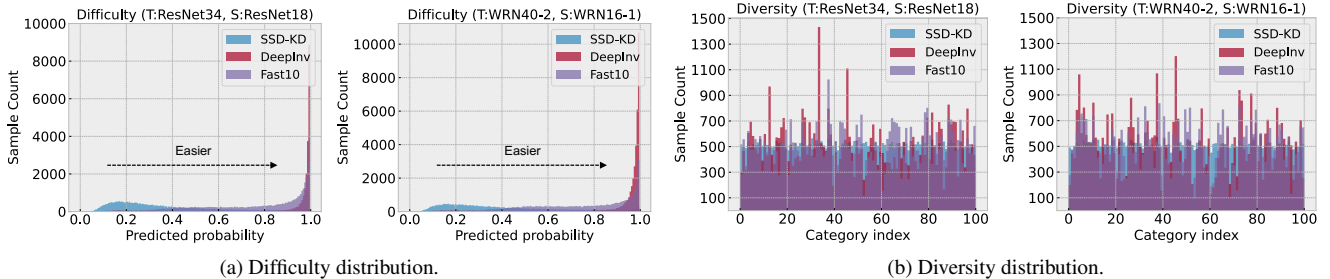 Difficulty (T:ResNet34, S:ResNet18)
10000
8000
6000
4000
2000
0
Sample Count
SSD-KD
DeepInv
Fast10
Easier
0.0 0.2 0.4 0.6 0.8 1.0
Predicted probability
Difficulty (T:WRN40-2, S:WRN16-1)
10000
8000
6000
4000
2000
0
Sample Count
SSD-KD
DeepInv
Fast10
Easier
0.0 0.2 0.4 0.6 0.8 1.0
Predicted probability
(a) Difficulty distribution.
Diversity (T:ResNet34, S:ResNet18)
1500
1300
1100
900
700
500
300
100
Sample Count
SSD-KD
DeepInv
Fast10
0 20 40 60 80 100
Category index
Diversity (T:WRN40-2, S:WRN16-1)
1500
1300
1100
900
700
500
300
100
Sample Count
SSD-KD
DeepInv
Fast10
0 20 40 60 80 100
Category index
(b) Diversity distribution.